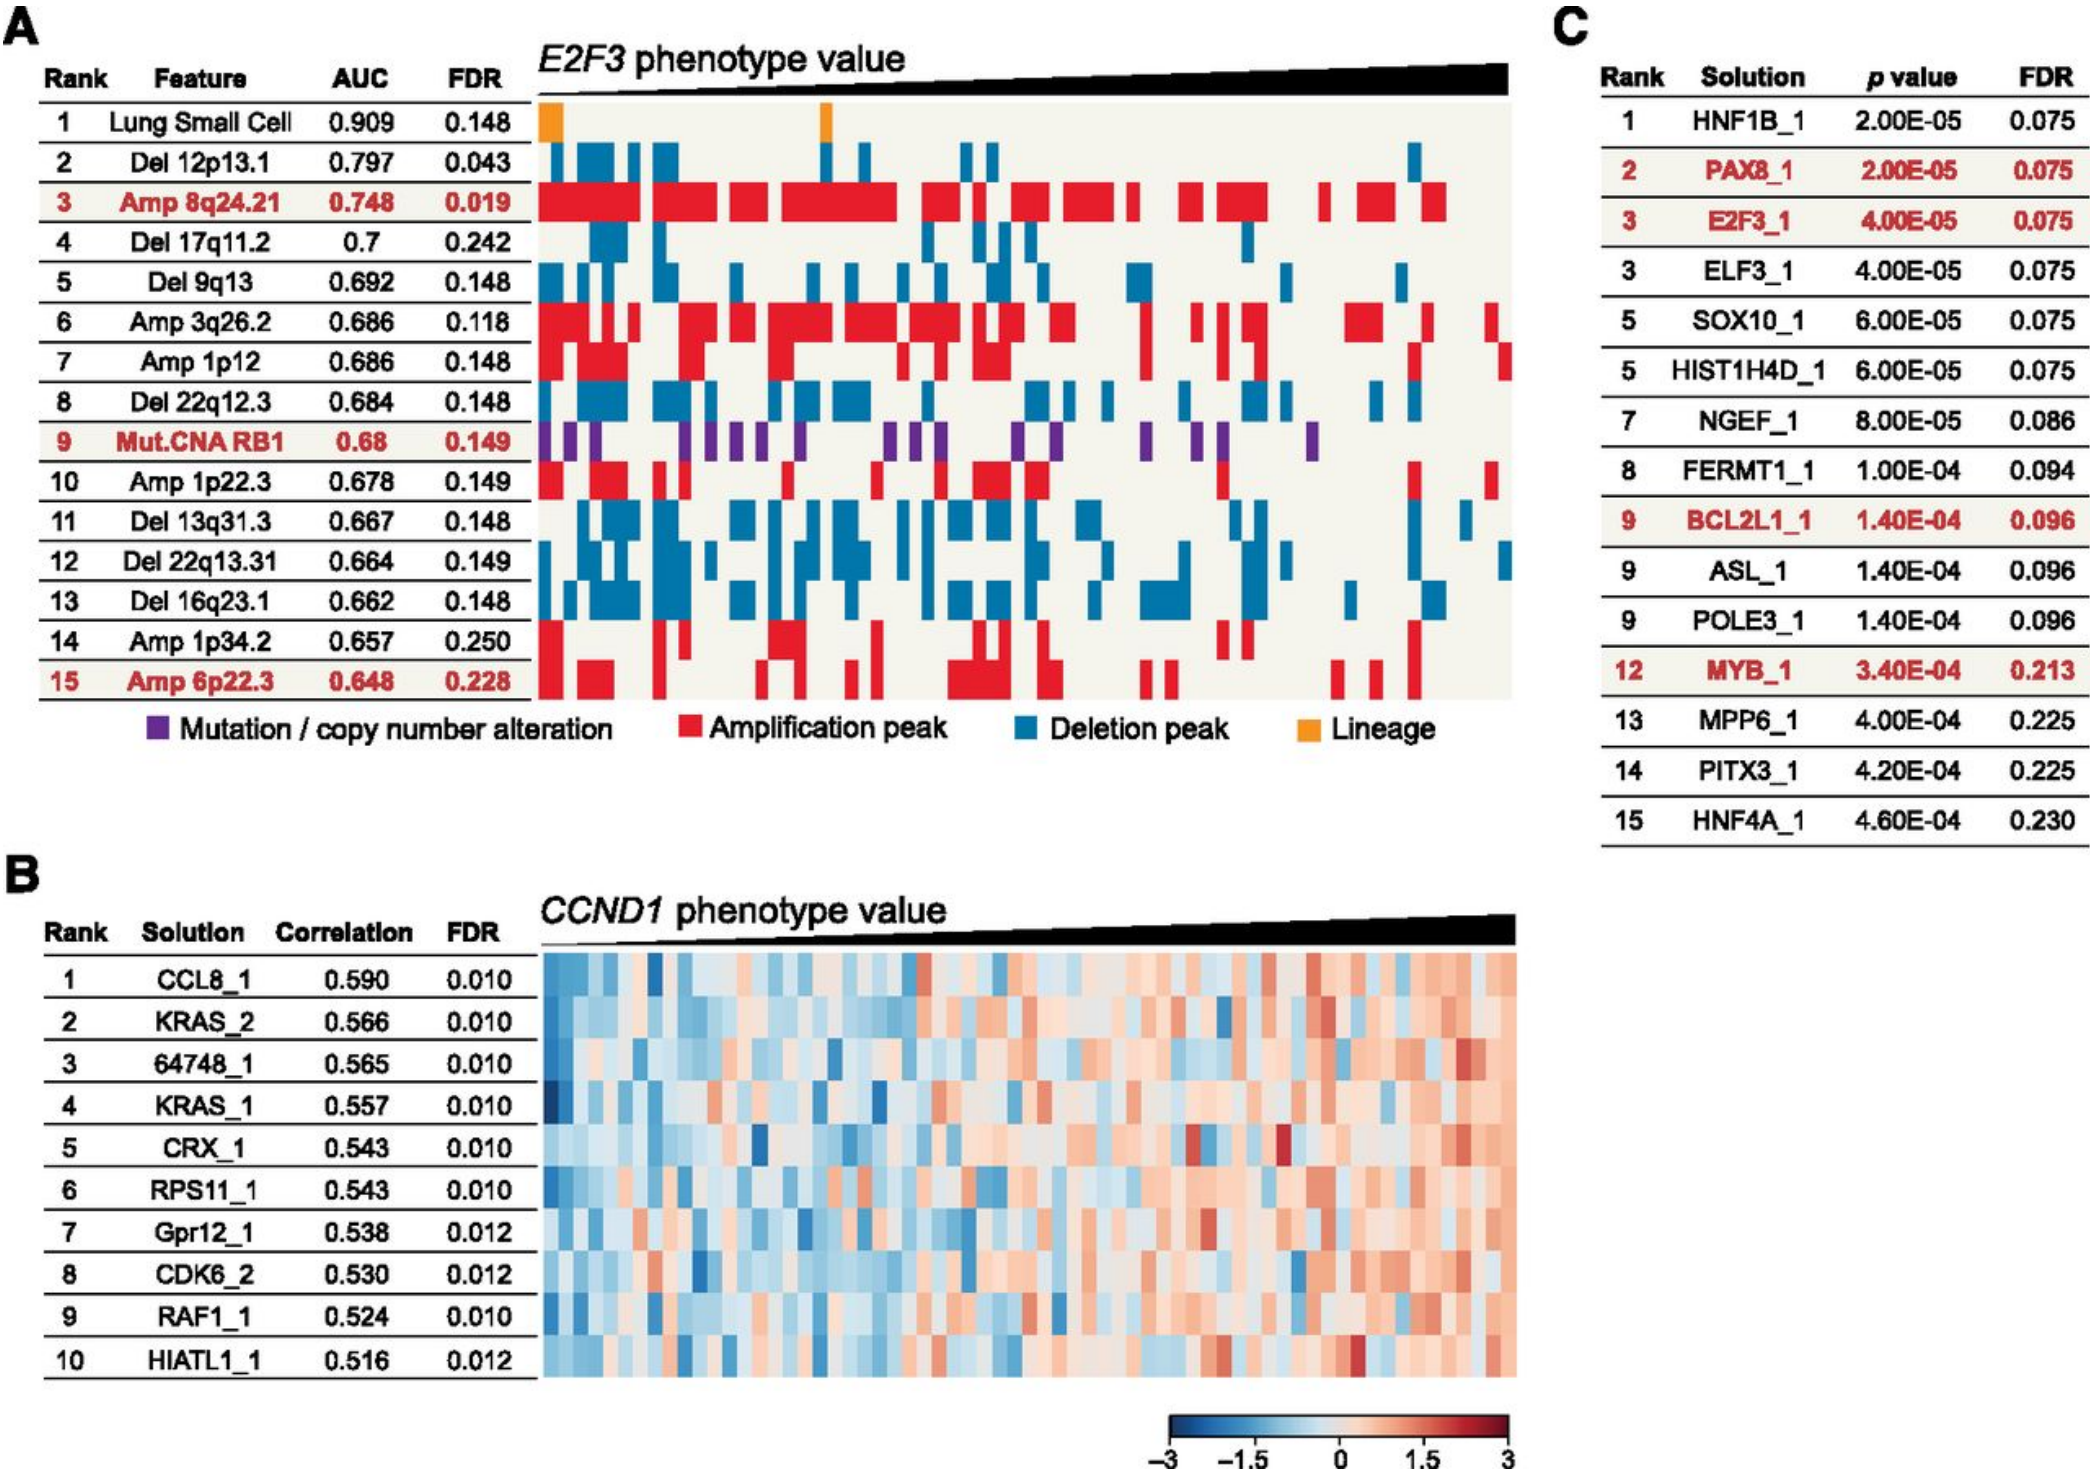 A
E2F3 phenotype value
Rank Feature AUC FDR
1 Lung Small Cell 0.909 0.148
2 Del 12p13.1 0.797 0.043
3 Amp 8q24.21 0.748 0.019
4 Del 17q11.2 0.7 0.242
5 Del 9q13 0.692 0.148
6 Amp 3q26.2 0.686 0.118
7 Amp 1p12 0.686 0.148
8 Del 22q12.3 0.684 0.148
9 Mut.CNA RB1 0.68 0.149
10 Amp 1p22.3 0.678 0.149
11 Del 13q31.3 0.667 0.148
12 Del 22q13.31 0.664 0.149
13 Del 16q23.1 0.662 0.148
14 Amp 1p34.2 0.657 0.250
15 Amp 6p22.3 0.648 0.228
Mutation / copy number alteration Amplification peak Deletion peak Lineage
B
CCND1 phenotype value
Rank Solution Correlation FDR
1 CCL8_1 0.590 0.010
2 KRAS_2 0.566 0.010
3 64748_1 0.565 0.010
4 KRAS_1 0.557 0.010
5 CRX_1 0.543 0.010
6 RPS11_1 0.543 0.010
7 Gpr12_1 0.538 0.012
8 CDK6_2 0.530 0.012
9 RAF1_1 0.524 0.010
10 HIATL1_1 0.516 0.012
–3 –1.5 0 1.5 3
C
Rank Solution p value FDR
1 HNF1B_1 2.00E-05 0.075
2 PAX8_1 2.00E-05 0.075
3 E2F3_1 4.00E-05 0.075
3 ELF3_1 4.00E-05 0.075
5 SOX10_1 6.00E-05 0.075
5 HIST1H4D_1 6.00E-05 0.075
7 NGEF_1 8.00E-05 0.086
8 FERMT1_1 1.00E-04 0.094
9 BCL2L1_1 1.40E-04 0.096
9 ASL_1 1.40E-04 0.096
9 POLE3_1 1.40E-04 0.096
12 MYB_1 3.40E-04 0.213
13 MPP6_1 4.00E-04 0.225
14 PITX3_1 4.20E-04 0.225
15 HNF4A_1 4.60E-04 0.230